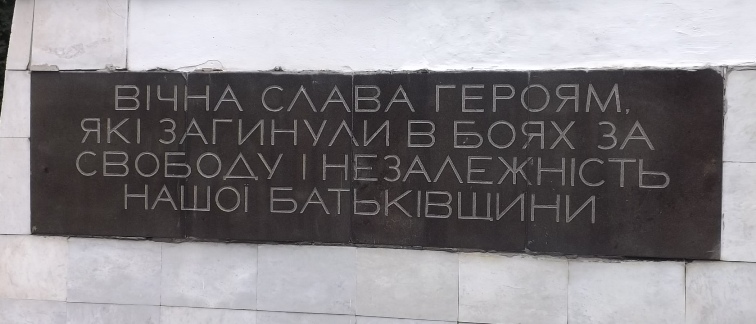 ВІЧНА СЛАВА ГЕРОЯМ,
ЯКІ ЗАГИНУЛИ В БОЯХ ЗА
СВОБОДУ І НЕЗАЛЕЖНІСТЬ
НАШОЇ БАТЬКІВЩИНИ